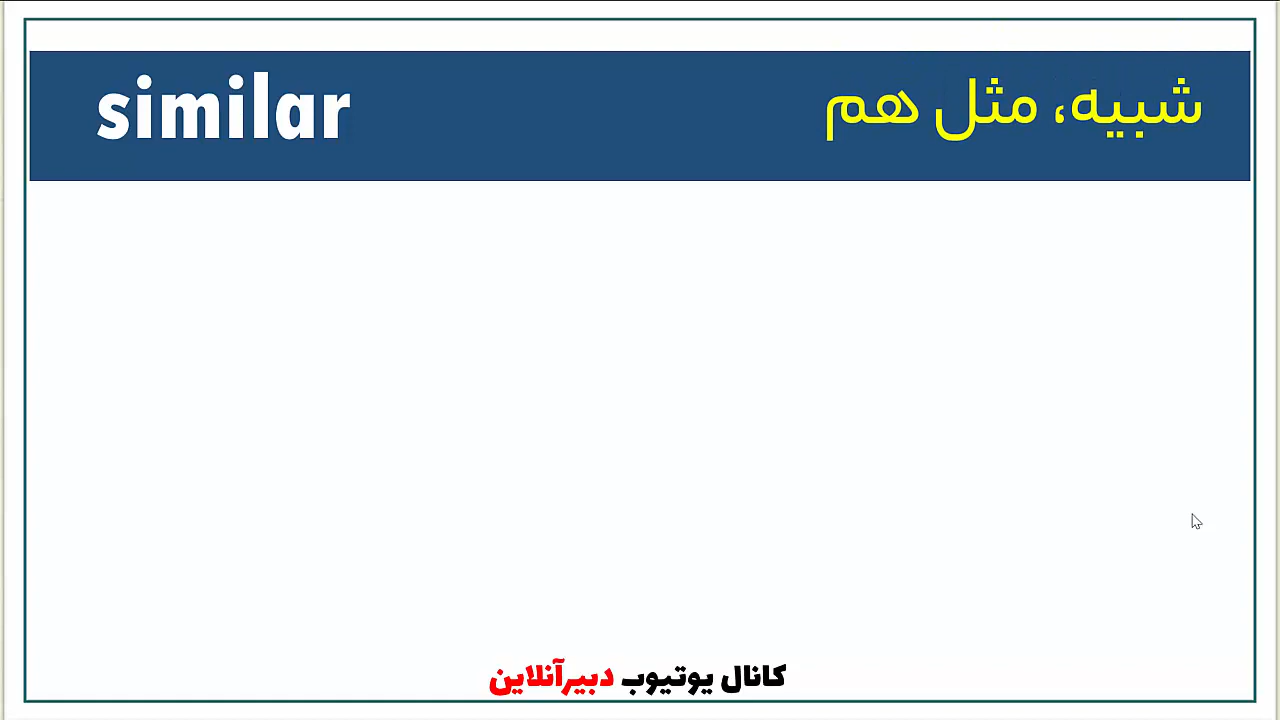 similar
شبیه، مثل هم
کانال یوتیوب دبیرآنلاین